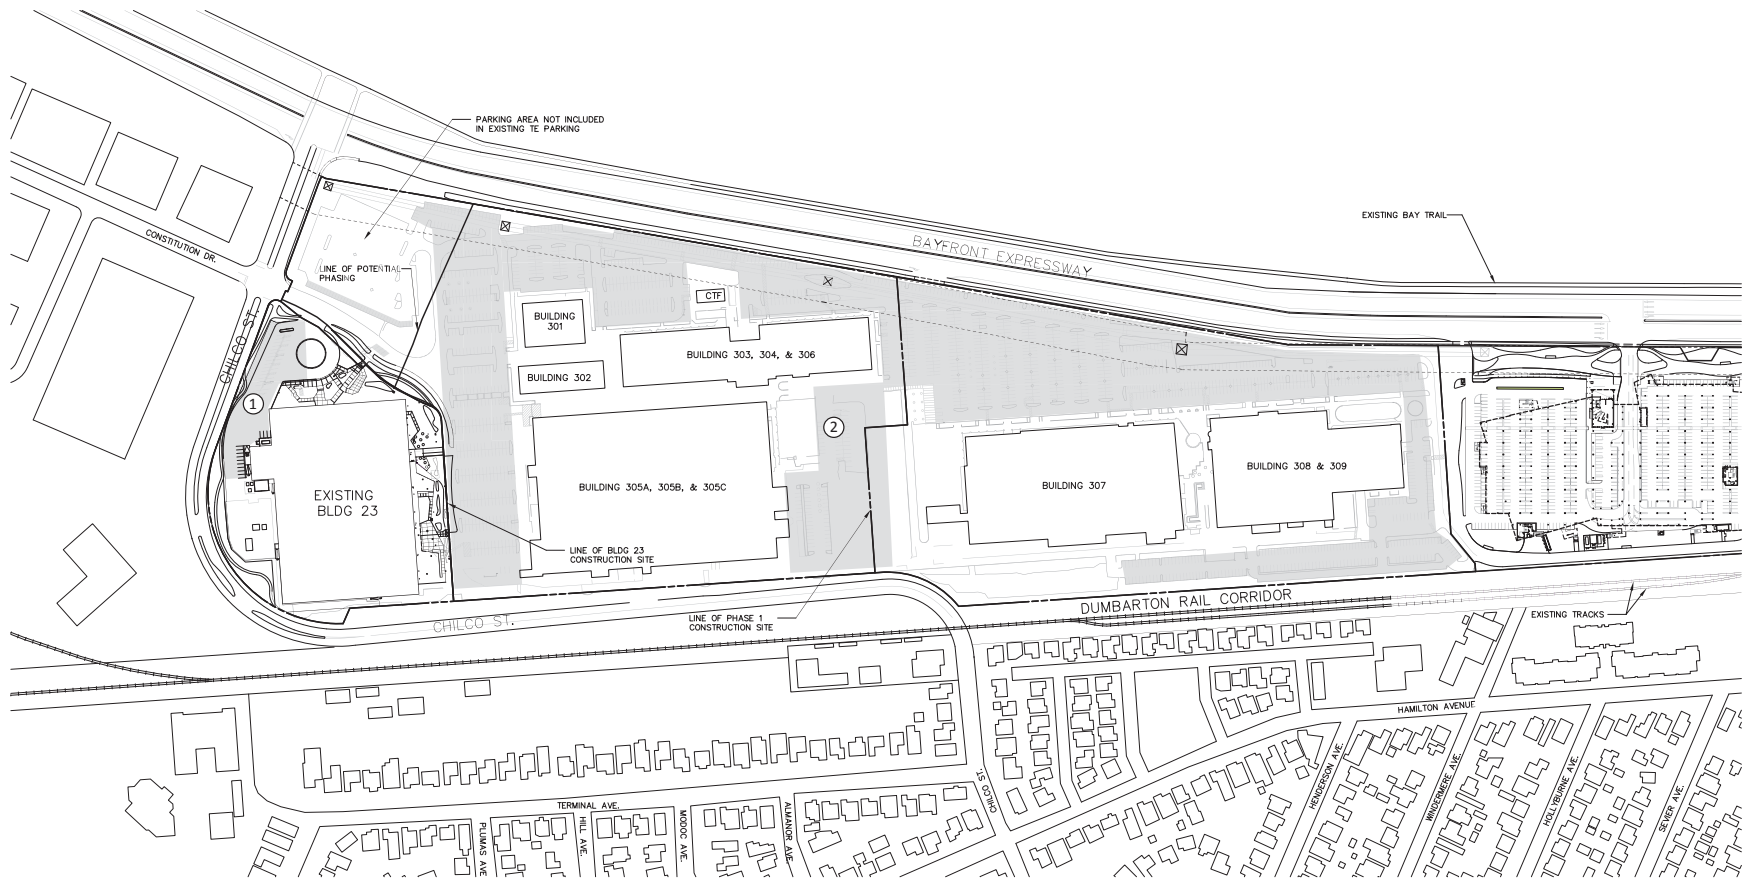 PARKING AREA NOT INCLUDED
IN EXISTING TE PARKING
EXISTING BAY TRAIL
CONSTITUTION DR.
BAYFRONT EXPRESSWAY
LINE OF POTENTIAL
PHASING
CHILCO ST.
CTF
BUILDING
301
BUILDING 303, 304, & 306
BUILDING 302
1
2
BUILDING 308 & 309
EXISTING
BLDG 23
BUILDING 305A, 305B, & 305C
BUILDING 307
LINE OF BLDG 23
CONSTRUCTION SITE
CHILCO ST.
LINE OF PHASE 1
CONSTRUCTION SITE
DUMBARTON RAIL CORRIDOR
EXISTING TRACKS
HAMILTON AVENUE
CHILCO ST.
HENDERSON AVE.
WINDERMERE AVE.
HOLLYBURNE AVE.
SEVIER AVE.
TERMINAL AVE.
PLUMAS AVE.
HILL AVE.
MODOC AVE.
ALMANOR AVE.